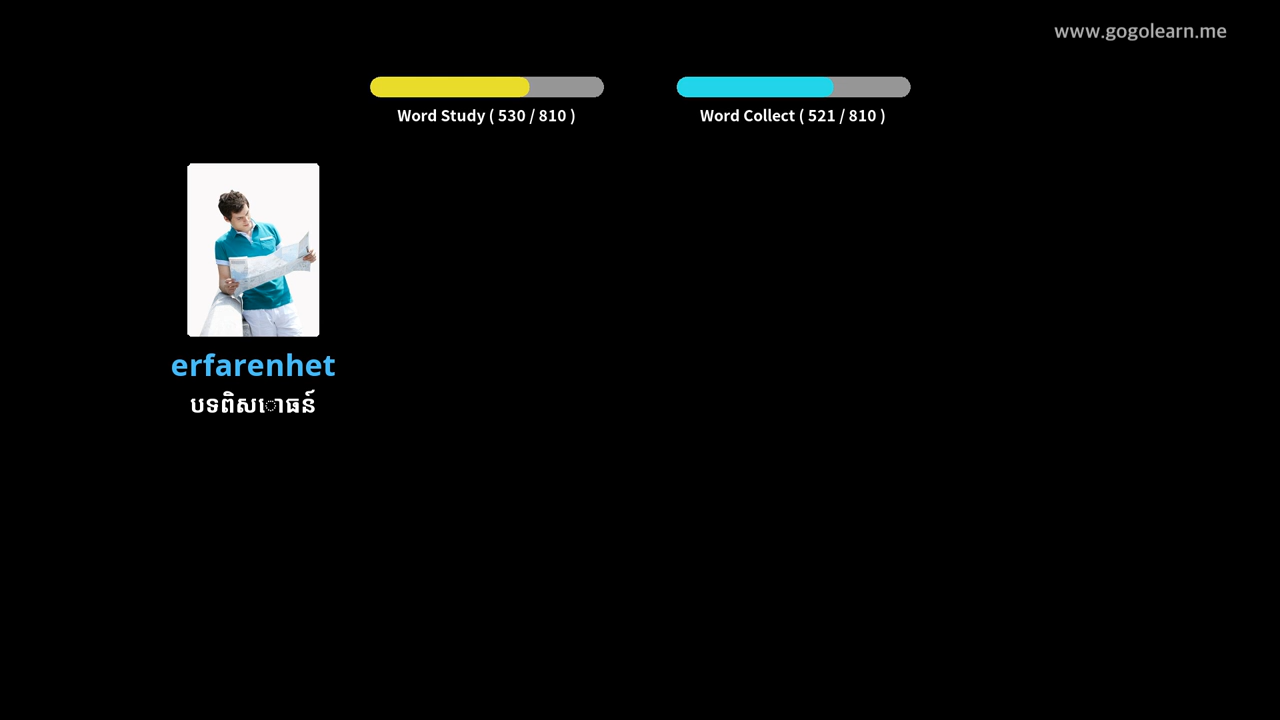 www.gogolearn.me
Word Study ( 530 / 810 )
Word Collect ( 521 / 810 )
erfarenhet
បទពិសោធន៍